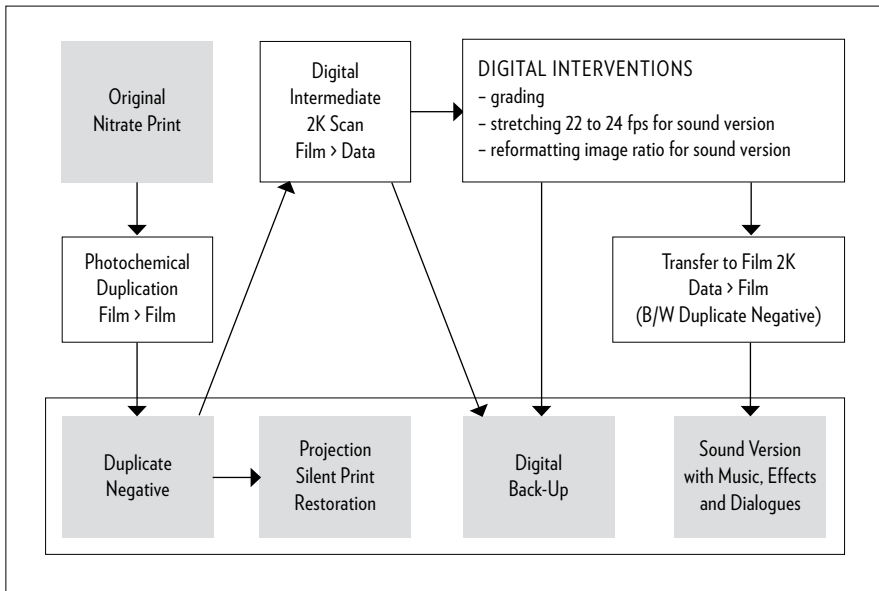 Original
Nitrate Print
Digital
Intermediate
2K Scan
Film > Data
DIGITAL INTERVENTIONS
– grading
– stretching 22 to 24 fps for sound version
– reformatting image ratio for sound version
Photochemical
Duplication
Film > Film
Transfer to Film 2K
Data > Film
(B/W Duplicate Negative)
Duplicate
Negative
Projection
Silent Print
Restoration
Digital
Back-Up
Sound Version
with Music, Effects
and Dialogues